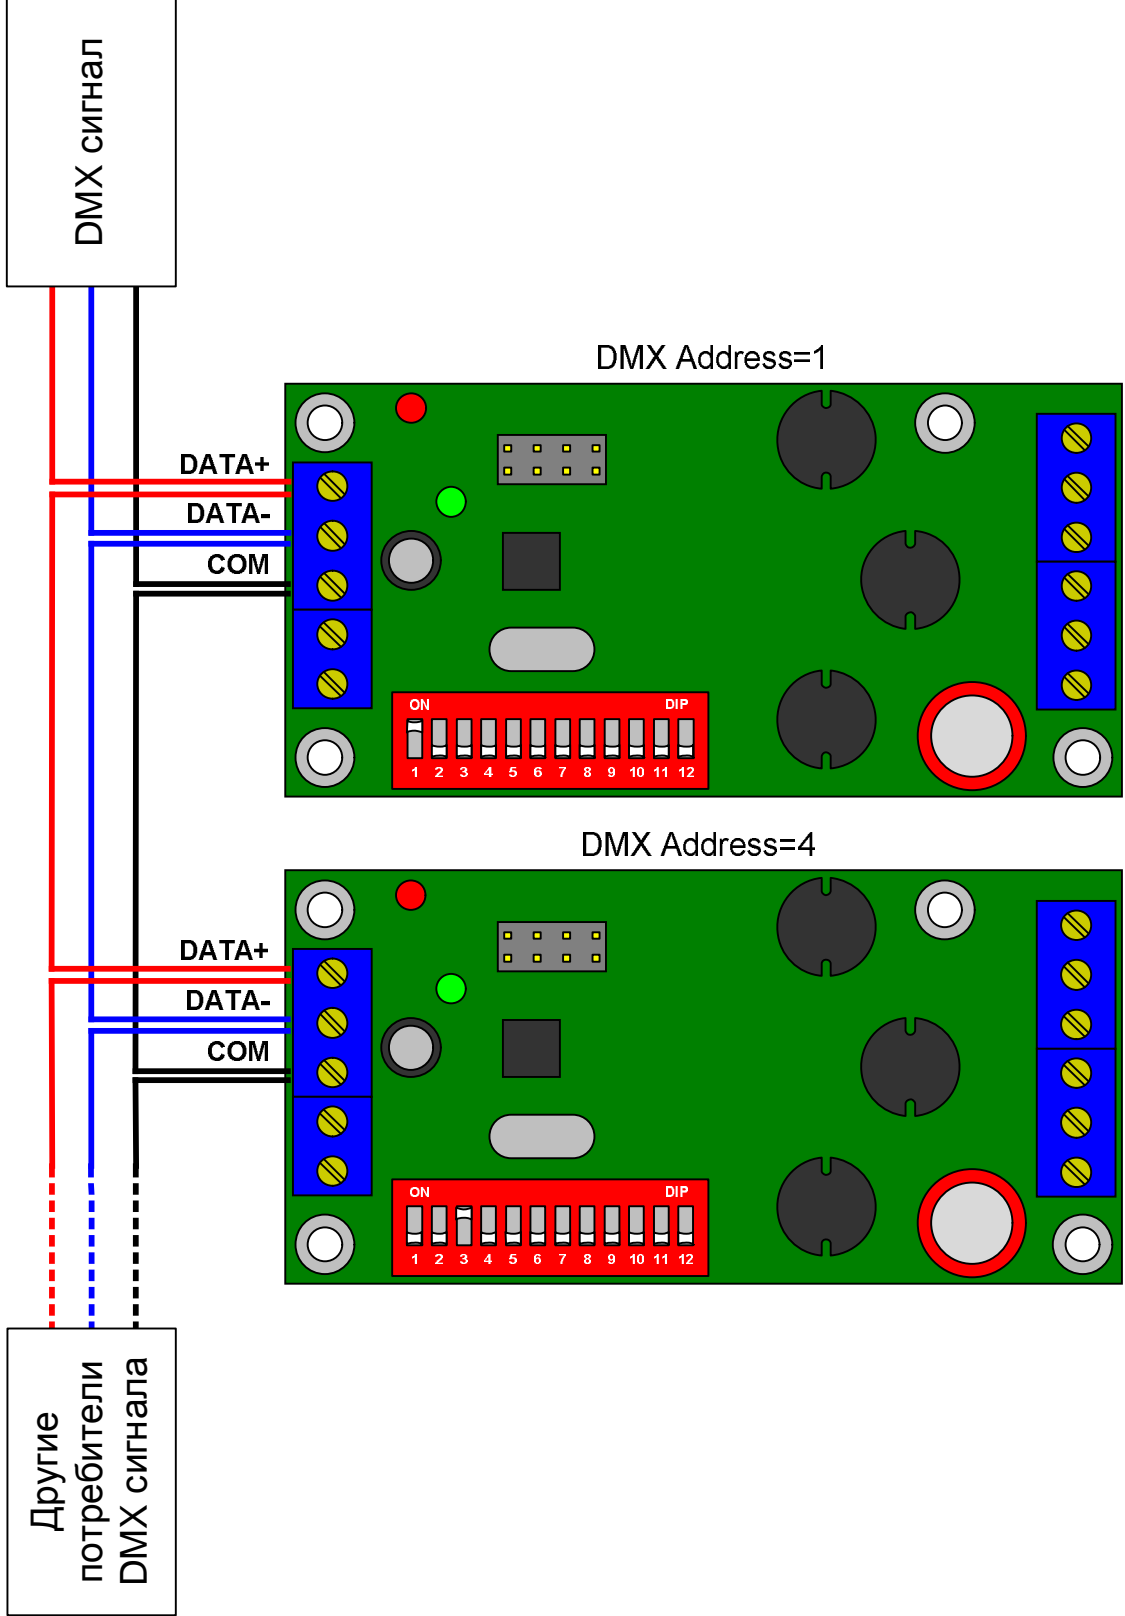 DMX сигнал
DMX Address=1
DATA+
DATA-
COM
ON DIP
1 2 3 4 5 6 7 8 9 10 11 12
DMX Address=4
DATA+
DATA-
COM
ON DIP
1 2 3 4 5 6 7 8 9 10 11 12
Другие
потребители
DMX сигнала